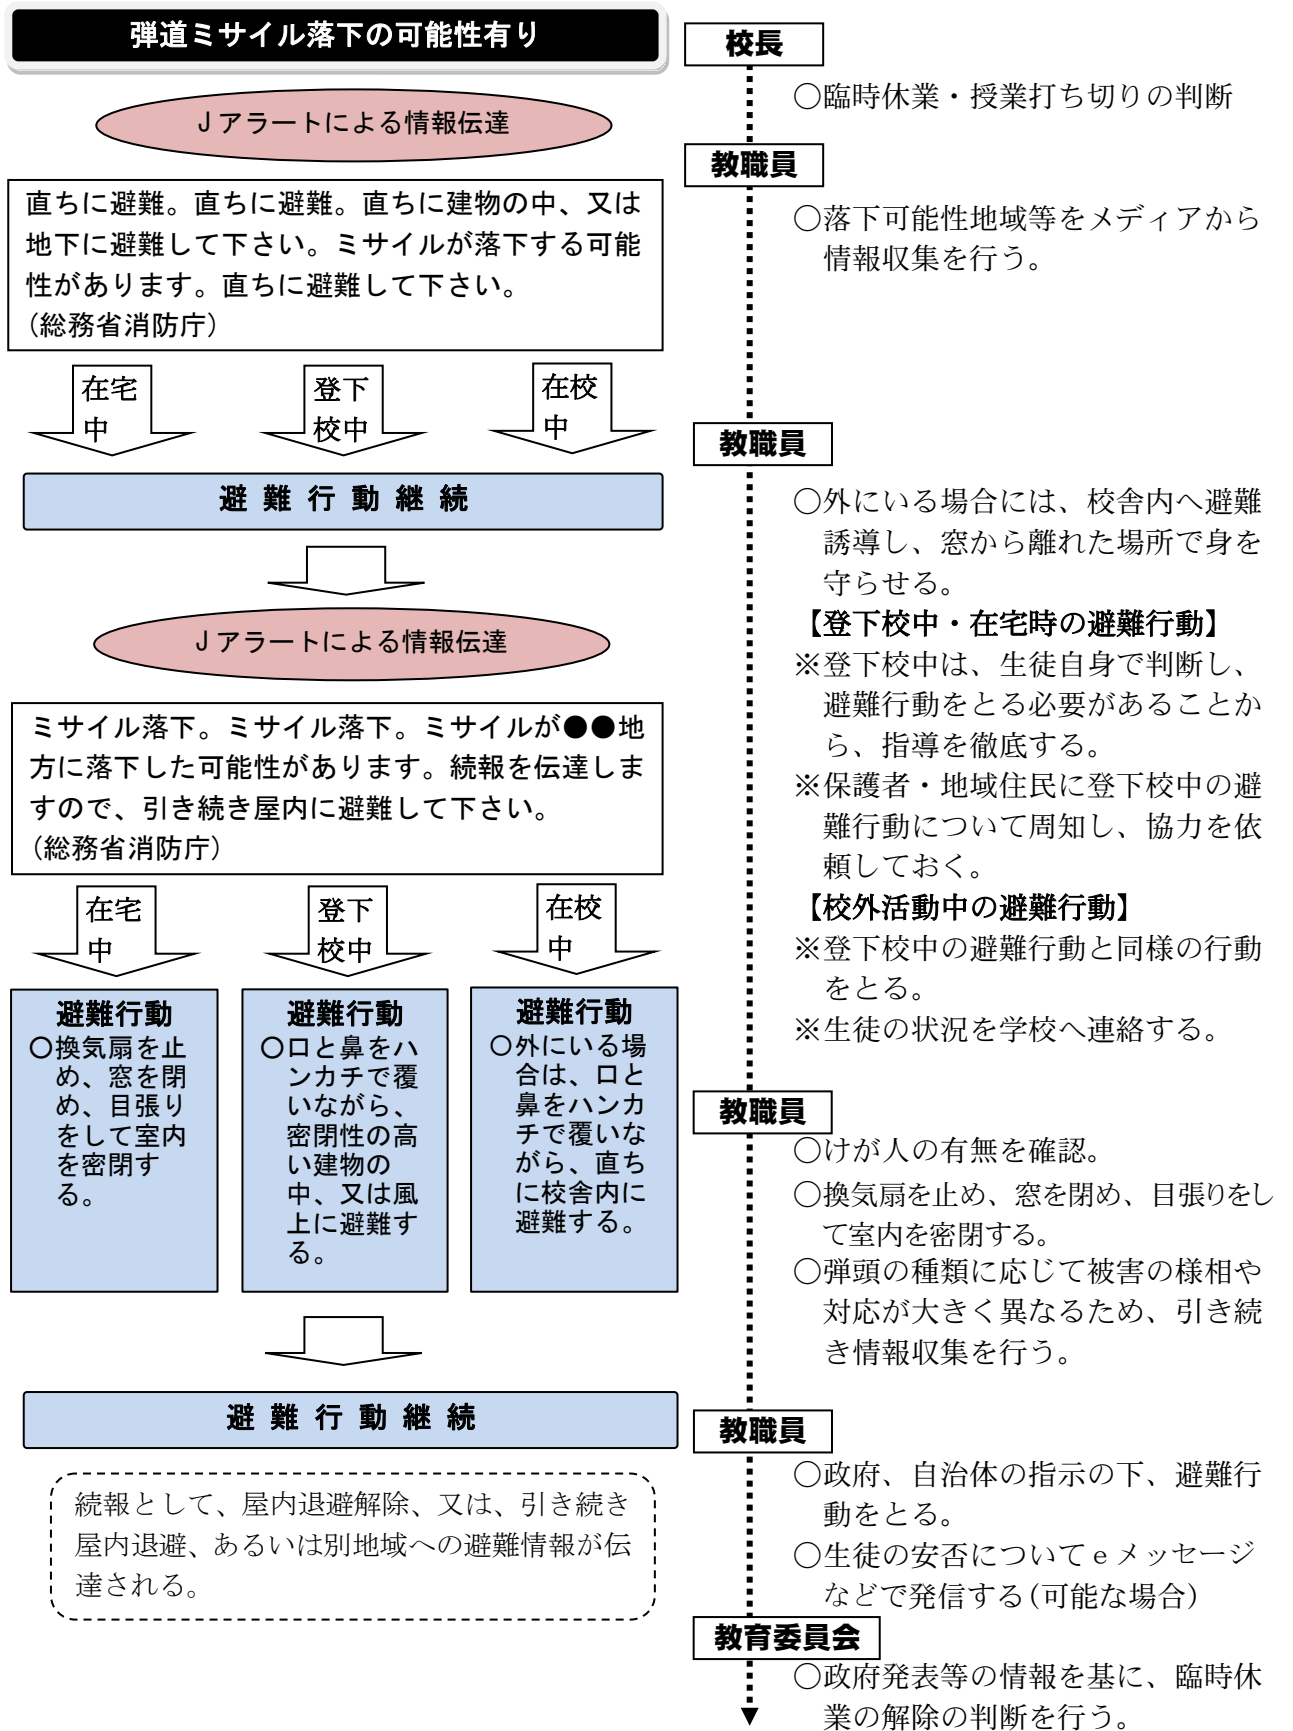 弾道ミサイル落下の可能性有り
Jアラートによる情報伝達
直ちに避難。直ちに避難。直ちに建物の中、又は
地下に避難して下さい。ミサイルが落下する可能
性があります。直ちに避難して下さい。
(総務省消防庁)
在宅
中
登下
校中
在校
中
避難行動継続
Jアラートによる情報伝達
ミサイル落下。ミサイル落下。ミサイルが●●地
方に落下した可能性があります。続報を伝達しま
すので、引き続き屋内に避難して下さい。
(総務省消防庁)
在宅
中
登下
校中
在校
中
避難行動
○換気扇を止
め、窓を閉
め、目張り
をして室内
を密閉す
る。
避難行動
○口と鼻をハ
ンカチで覆
いながら、
密閉性の高
い建物の
中、又は風
上に避難す
る。
避難行動
○外にいる場
合は、口と
鼻をハンカ
チで覆いな
がら、直ち
に校舎内に
避難する。
避難行動継続
続報として、屋内退避解除、又は、引き続き
屋内退避、あるいは別地域への避難情報が伝
達される。
校長
○臨時休業・授業打ち切りの判断
教職員
○落下可能性地域等をメディアから
情報収集を行う。
教職員
○外にいる場合には、校舎内へ避難
誘導し、窓から離れた場所で身を
守らせる。
【登下校中・在宅時の避難行動】
※登下校中は、生徒自身で判断し、
避難行動をとる必要があることか
ら、指導を徹底する。
※保護者・地域住民に登下校中の避
難行動について周知し、協力を依
頼しておく。
【校外活動中の避難行動】
※登下校中の避難行動と同様の行動
をとる。
※生徒の状況を学校へ連絡する。
教職員
○けが人の有無を確認。
○換気扇を止め、窓を閉め、目張りをし
て室内を密閉する。
○弾頭の種類に応じて被害の様相や
対応が大きく異なるため、引き続
き情報収集を行う。
教職員
○政府、自治体の指示の下、避難行
動をとる。
○生徒の安否についてeメッセージ
などで発信する(可能な場合)
教育委員会
○政府発表等の情報を基に、臨時休
業の解除の判断を行う。